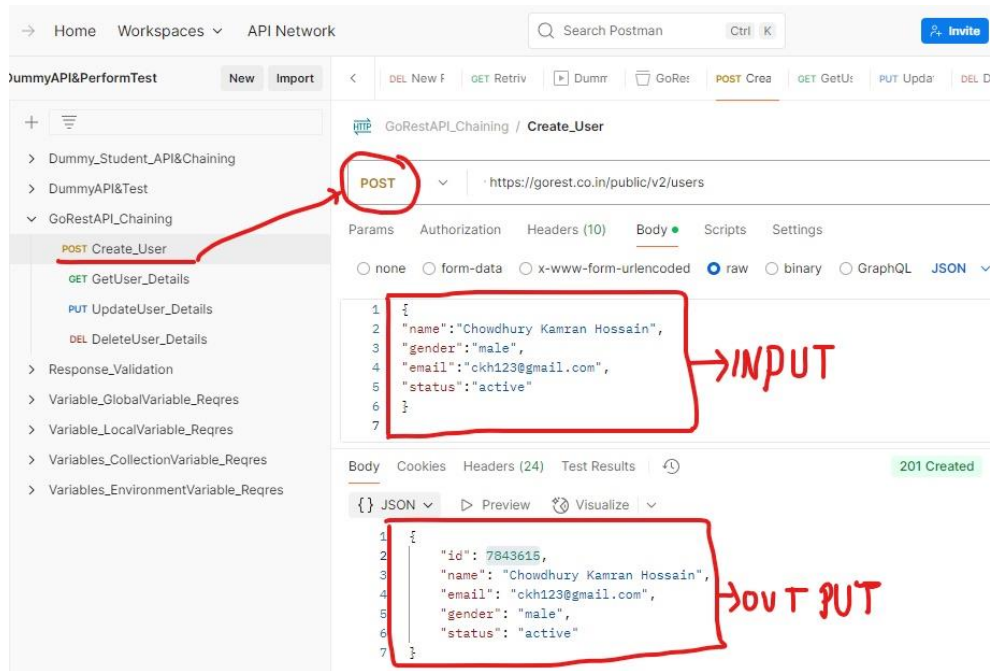 → Home Workspaces API Network Search Postman Ctrl K Invite
DummyAPI&PerformTest New Import
DEL New F GET Retriv Dumm GoRes POST Crea GET GetUs PUT Upda DEL D
HTTP GoRestAPI_Chaining / Create_User
Dummy_Student_API&Chaining
DummyAPI&Test
GoRestAPI_Chaining
POST Create_User
GET GetUser_Details
PUT UpdateUser_Details
DEL DeleteUser_Details
Response_Validation
Variable_GlobalVariable_Reqres
Variable_LocalVariable_Reqres
Variables_CollectionVariable_Reqres
Variables_EnvironmentVariable_Reqres
POST https://gorest.co.in/public/v2/users
Params Authorization Headers (10) Body Scripts Settings
none form-data x-www-form-urlencoded raw binary GraphQL JSON
1 {
2 "name":"Chowdhury Kamran Hossain",
3 "gender":"male",
4 "email":"ckh123@gmail.com",
5 "status":"active"
6 }
7
INPUT
Body Cookies Headers (24) Test Results 201 Created
{} JSON Preview Visualize
1 {
2 "id": 7843615,
3 "name": "Chowdhury Kamran Hossain",
4 "email": "ckh123@gmail.com",
5 "gender": "male",
6 "status": "active"
7 }
OUTPUT